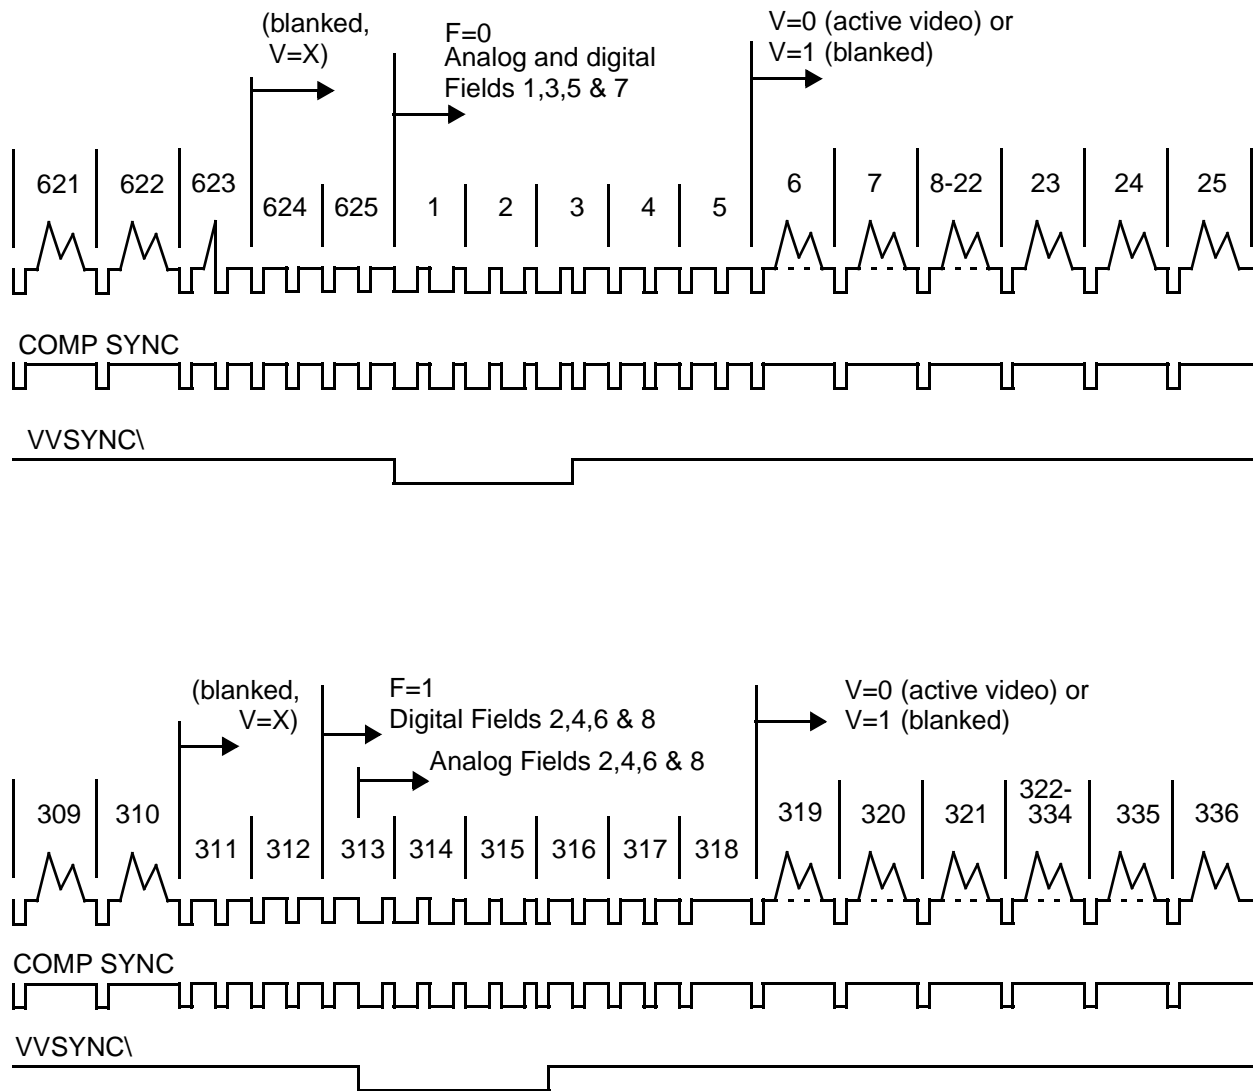 (blanked,
V=X)
F=0
Analog and digital
Fields 1,3,5 & 7
V=0 (active video) or
V=1 (blanked)
621 622 623 624 625 1 2 3 4 5 6 7 8-22 23 24 25
COMP SYNC
VVSYNC\
(blanked,
V=X)
F=1
Digital Fields 2,4,6 & 8
Analog Fields 2,4,6 & 8
V=0 (active video) or
V=1 (blanked)
309 310 311 312 313 314 315 316 317 318 319 320 321 322-
334 335 336
COMP SYNC
VVSYNC\